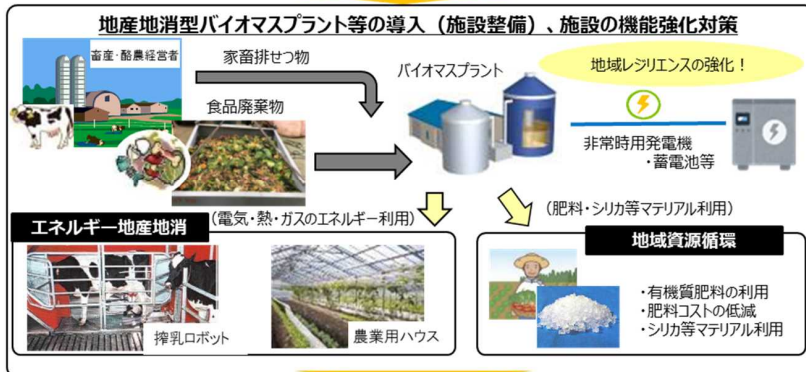 地産地消型バイオマスプラント等の導入（施設整備）、施設の機能強化対策
畜産・酪農経営者
家畜排せつ物
食品廃棄物
バイオマスプラント
地域レジリエンスの強化！
非常時用発電機
・蓄電池等
（電気・熱・ガスのエネルギー利用）
（肥料・シリカ等マテリアル利用）
エネルギー地産地消
搾乳ロボット
農業用ハウス
地域資源循環
・有機質肥料の利用
・肥料コストの低減
・シリカ等マテリアル利用